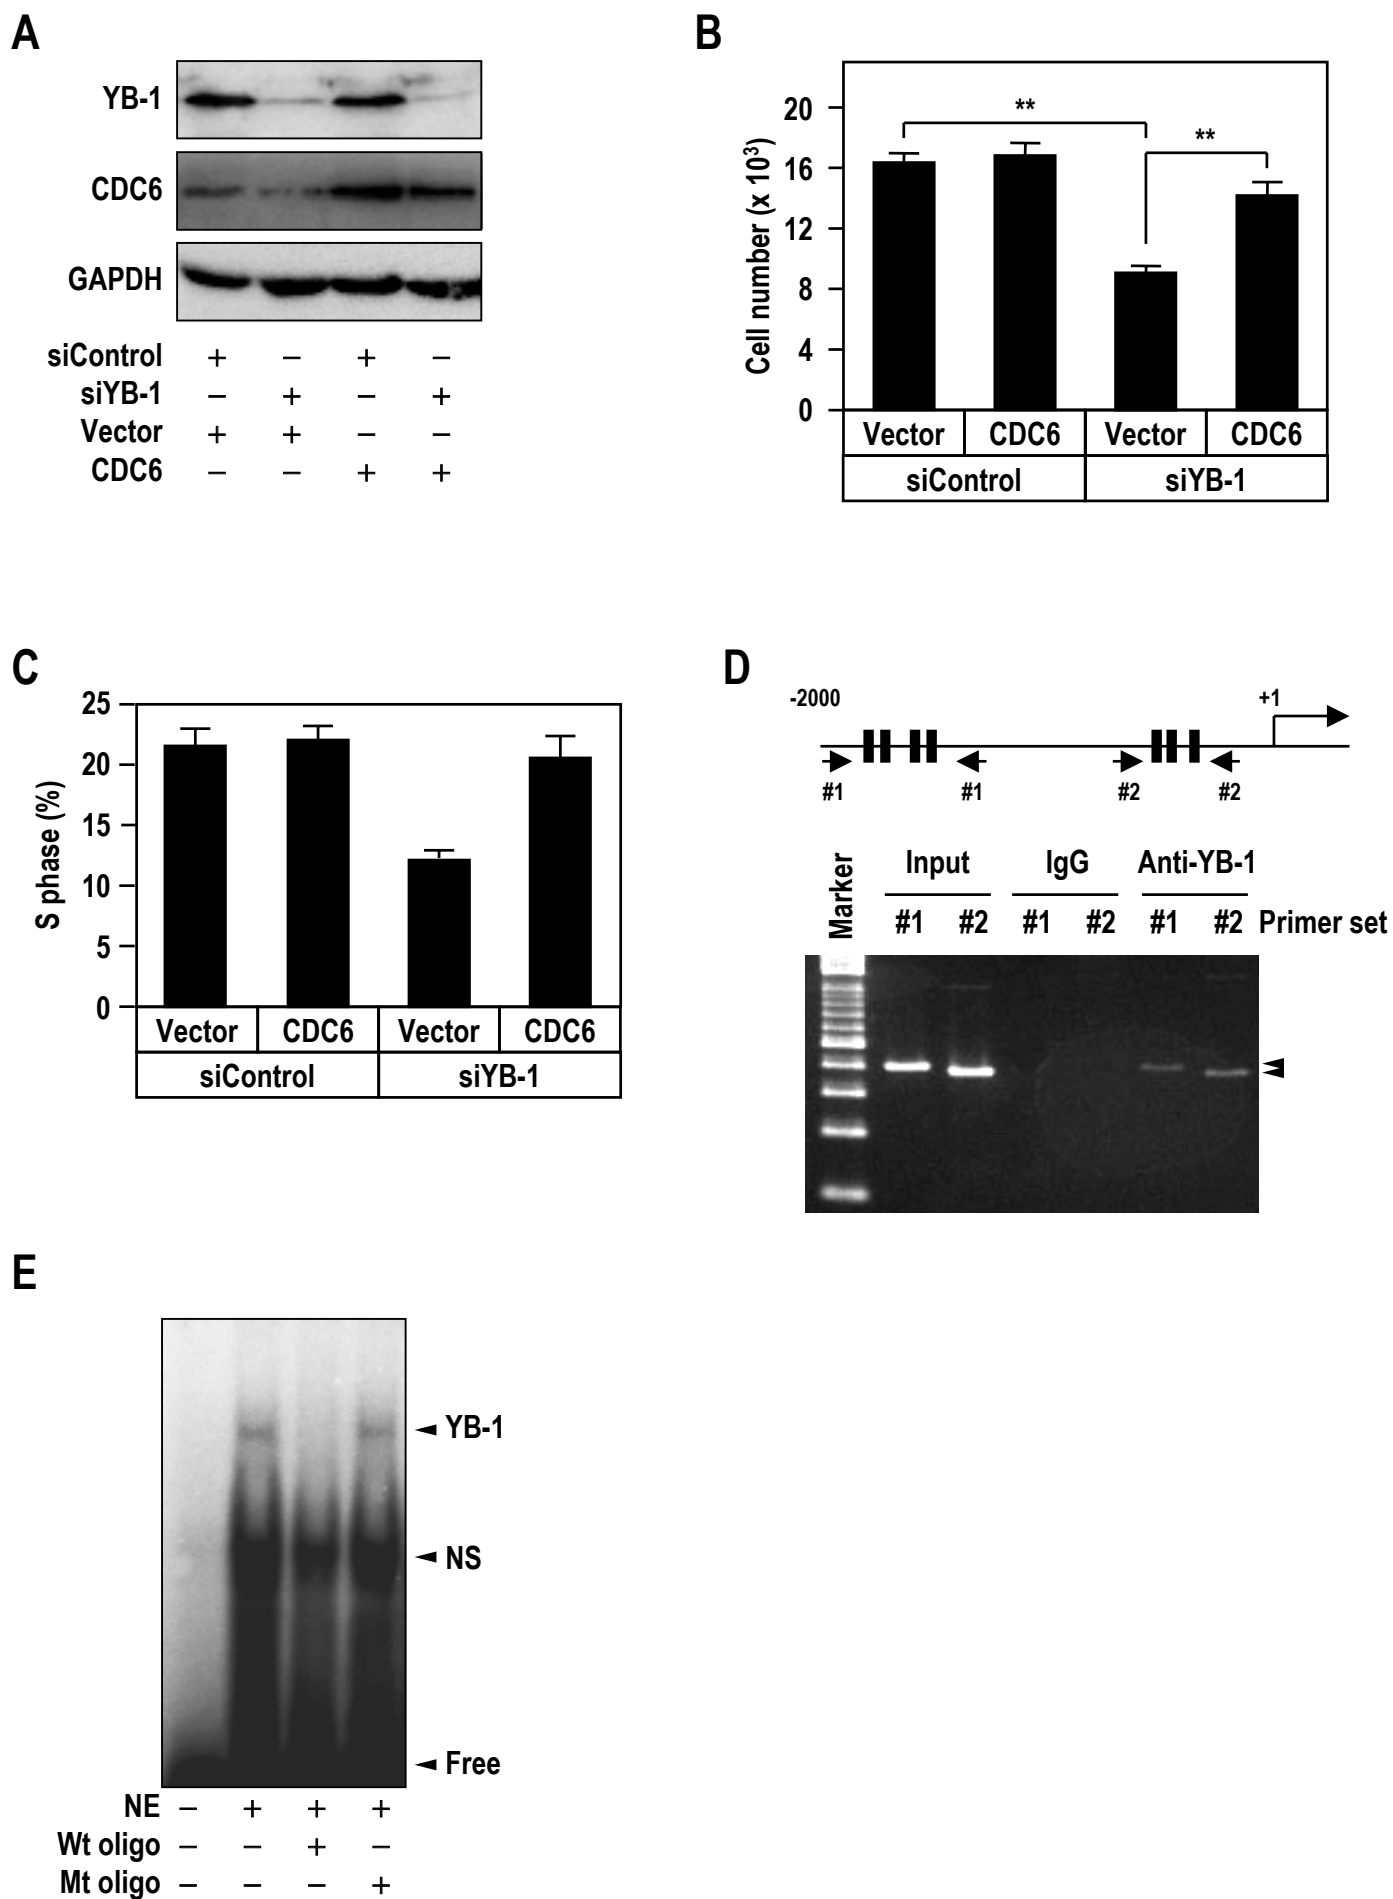 A
YB-1
CDC6
GAPDH
siControl + – + –
siYB-1 – + – +
Vector + + – –
CDC6 – – + +
B
Cell number (x 10³)
20
16
12
8
4
0
**
**
Vector CDC6 Vector CDC6
siControl siYB-1
C
S phase (%)
25
20
15
10
5
0
Vector CDC6 Vector CDC6
siControl siYB-1
D
-2000 +1
#1 #1 #2 #2
Marker
Input IgG Anti-YB-1
#1 #2 #1 #2 #1 #2 Primer set
E
YB-1
NS
Free
NE – + + +
Wt oligo – – + –
Mt oligo – – – +